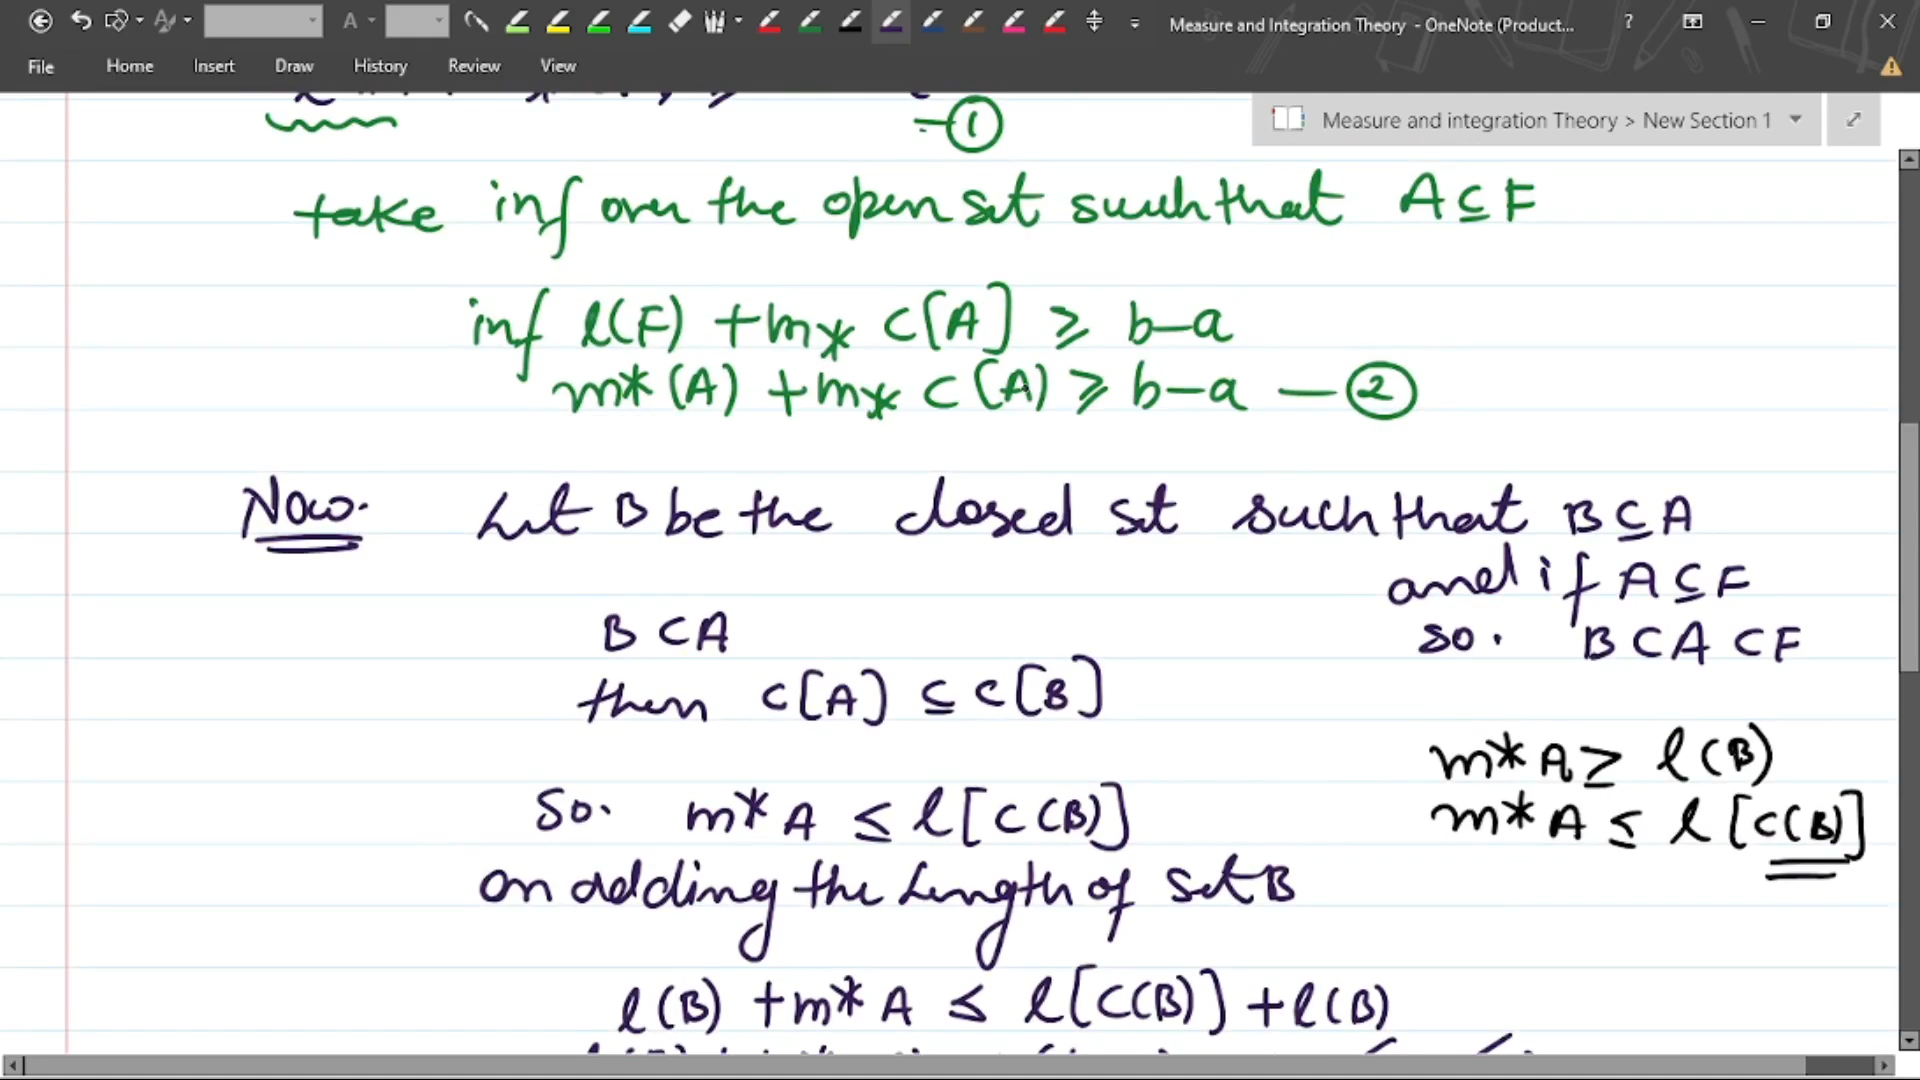 Measure and Integration Theory - OneNote (Product...
File Home Insert Draw History Review View
Measure and integration Theory > New Section 1
—①
take inf over the open set such that A ⊆ F
inf l(F) + m⁎ C[A] ≥ b-a
m*(A) + m⁎ C(A) ≥ b-a — ②
Now. Let B be the closed set such that B ⊆ A
and if A ⊆ F
B ⊂ A
so. B ⊂ A ⊂ F
then C[A] ⊆ C[B]
m* A ≥ l(B)
So. m* A ≤ l[C(B)]
m* A ≤ l[C(B)]
on adding the length of set B
l(B) + m* A ≤ l[C(B)] + l(B)